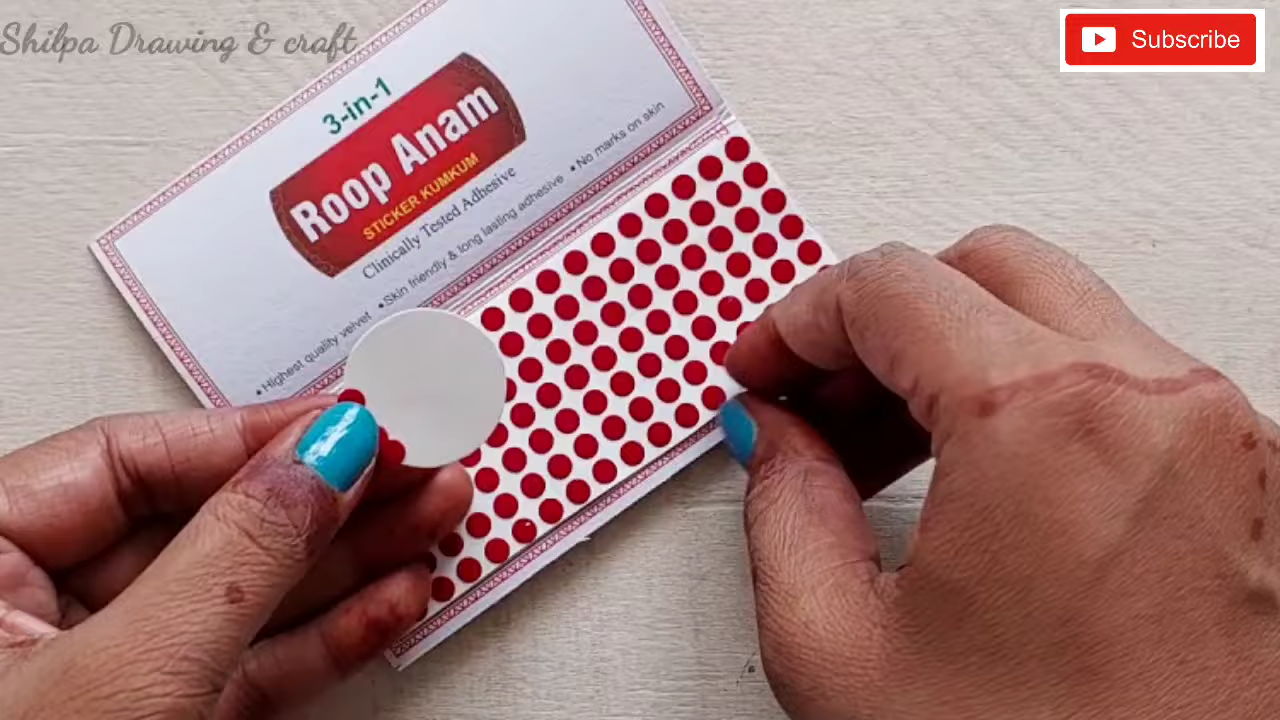 Shilpa Drawing & craft
Subscribe
3-in-1
Roop Anam
STICKER KUMKUM
Clinically Tested Adhesive
•Highest quality velvet •Skin friendly & long lasting adhesive •No marks on skin